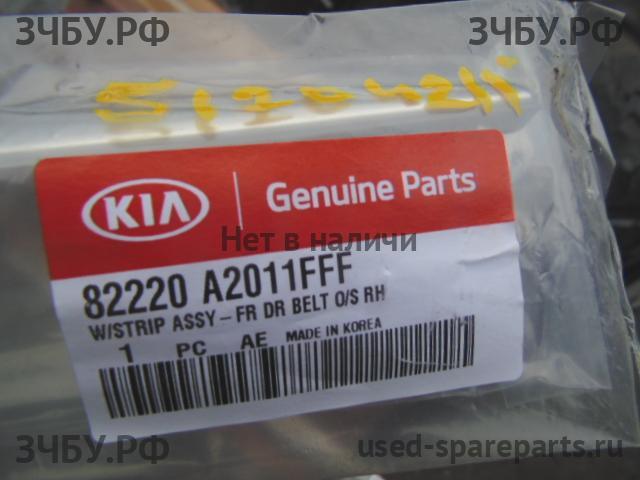 ЗЧБУ.РФ
ЗЧБУ.РФ
KIA
Genuine Parts
Нет в наличии
82220 A2011FFF
W/STRIP ASSY-FR DR BELT O/S RH
1 PC AE MADE IN KOREA
ЗЧБУ.РФ
used-spareparts.ru